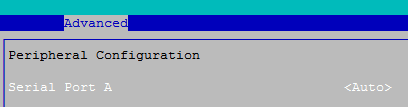 Advanced
Peripheral Configuration
Serial Port A <Auto>